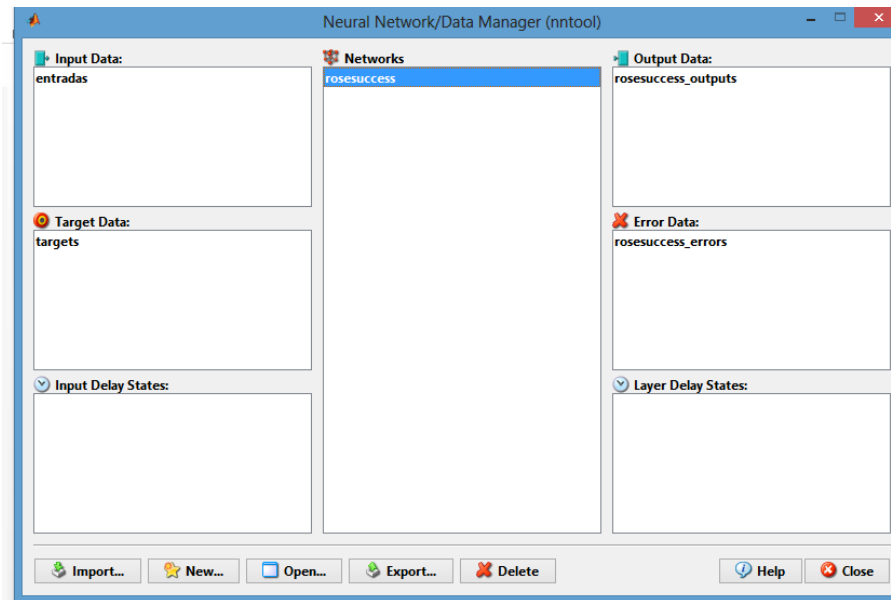 Neural Network/Data Manager (nntool)
Input Data:
entradas
Networks
rosesuccess
Output Data:
rosesuccess_outputs
Target Data:
targets
Error Data:
rosesuccess_errors
Input Delay States:
Layer Delay States:
Import...
New...
Open...
Export...
Delete
Help
Close